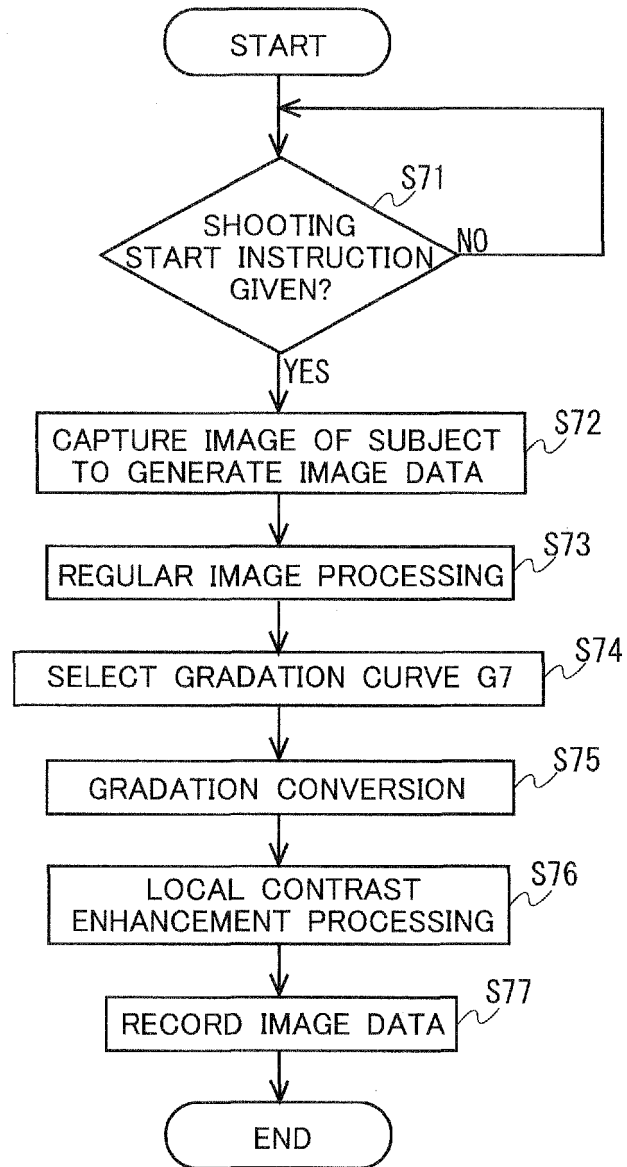 START
S71
SHOOTING
START INSTRUCTION
GIVEN?
NO
YES
S72
CAPTURE IMAGE OF SUBJECT
TO GENERATE IMAGE DATA
S73
REGULAR IMAGE PROCESSING
S74
SELECT GRADATION CURVE G7
S75
GRADATION CONVERSION
S76
LOCAL CONTRAST
ENHANCEMENT PROCESSING
S77
RECORD IMAGE DATA
END